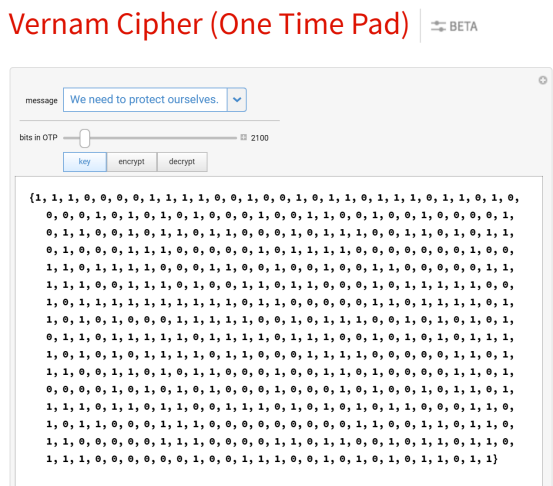 Vernam Cipher (One Time Pad)
BETA
message We need to protect ourselves.
bits in OTP 2100
key encrypt decrypt
{1, 1, 1, 0, 0, 0, 0, 1, 1, 1, 1, 0, 0, 1, 0, 0, 1, 0, 1, 1, 0, 1, 1, 1, 0, 1, 1, 0, 1, 0,
0, 0, 0, 1, 0, 1, 0, 1, 0, 1, 0, 0, 0, 1, 0, 0, 1, 1, 0, 0, 1, 0, 0, 1, 0, 0, 0, 0, 1,
0, 1, 1, 0, 0, 1, 0, 1, 1, 0, 1, 1, 0, 0, 0, 1, 0, 1, 1, 1, 0, 0, 1, 1, 0, 1, 0, 1, 1,
0, 1, 0, 0, 0, 1, 1, 1, 0, 0, 0, 0, 0, 1, 0, 1, 1, 1, 1, 0, 0, 0, 0, 0, 0, 0, 1, 0, 0,
1, 1, 0, 1, 1, 1, 1, 0, 0, 0, 1, 1, 0, 0, 1, 0, 0, 1, 0, 0, 1, 1, 0, 0, 0, 0, 0, 1, 1,
1, 1, 1, 0, 0, 1, 1, 0, 1, 1, 1, 0, 0, 0, 0, 1, 0, 0, 0, 1, 0, 1, 0, 1, 1, 1, 1, 0, 0,
1, 0, 1, 1, 1, 1, 1, 1, 1, 1, 1, 0, 1, 1, 0, 0, 0, 0, 0, 0, 1, 1, 0, 1, 1, 1, 1, 0, 1,
1, 0, 1, 0, 1, 0, 0, 0, 1, 1, 1, 1, 1, 0, 0, 1, 0, 1, 1, 1, 0, 0, 1, 0, 1, 0, 1, 0, 1,
0, 1, 1, 0, 1, 1, 1, 1, 1, 0, 1, 1, 1, 1, 0, 1, 0, 1, 0, 1, 1, 0, 1, 0, 1, 0, 1, 1, 1,
1, 0, 1, 0, 1, 0, 1, 1, 1, 1, 0, 1, 1, 0, 0, 0, 1, 1, 1, 1, 0, 0, 0, 0, 0, 1, 1, 0, 1,
1, 1, 0, 0, 1, 1, 0, 1, 0, 1, 1, 0, 0, 1, 1, 1, 0, 1, 0, 1, 0, 0, 0, 0, 0, 1, 1, 0, 1,
0, 0, 0, 0, 1, 0, 1, 0, 1, 0, 1, 0, 0, 0, 1, 0, 0, 0, 1, 0, 1, 0, 0, 1, 0, 1, 1, 0, 1,
1, 1, 1, 0, 1, 1, 0, 1, 1, 0, 0, 1, 1, 1, 0, 1, 0, 1, 0, 1, 0, 1, 1, 0, 0, 0, 1, 1, 0,
1, 0, 1, 1, 0, 0, 0, 1, 1, 1, 0, 0, 0, 0, 0, 0, 0, 0, 0, 1, 1, 0, 0, 1, 1, 0, 1, 1, 0,
1, 1, 0, 0, 0, 0, 0, 1, 1, 1, 0, 0, 0, 0, 1, 1, 0, 1, 1, 0, 0, 1, 0, 1, 1, 0, 1, 1, 0,
1, 1, 1, 0, 0, 0, 0, 0, 0, 1, 0, 0, 1, 1, 1, 0, 0, 1, 0, 1, 0, 1, 0, 1, 1, 0, 1, 1}